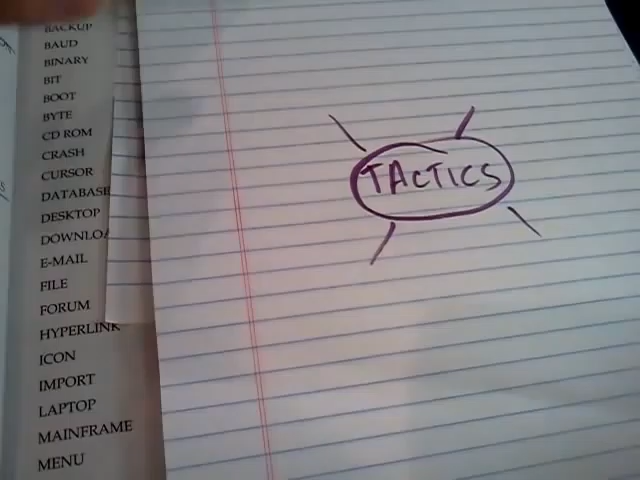 BACKUP
BAUD
BINARY
BIT
BOOT
BYTE
CD ROM
CRASH
CURSOR
DATABASE
DESKTOP
DOWNLOA
E-MAIL
FILE
FORUM
HYPERLINK
ICON
IMPORT
LAPTOP
MAINFRAME
MENU
TACTICS